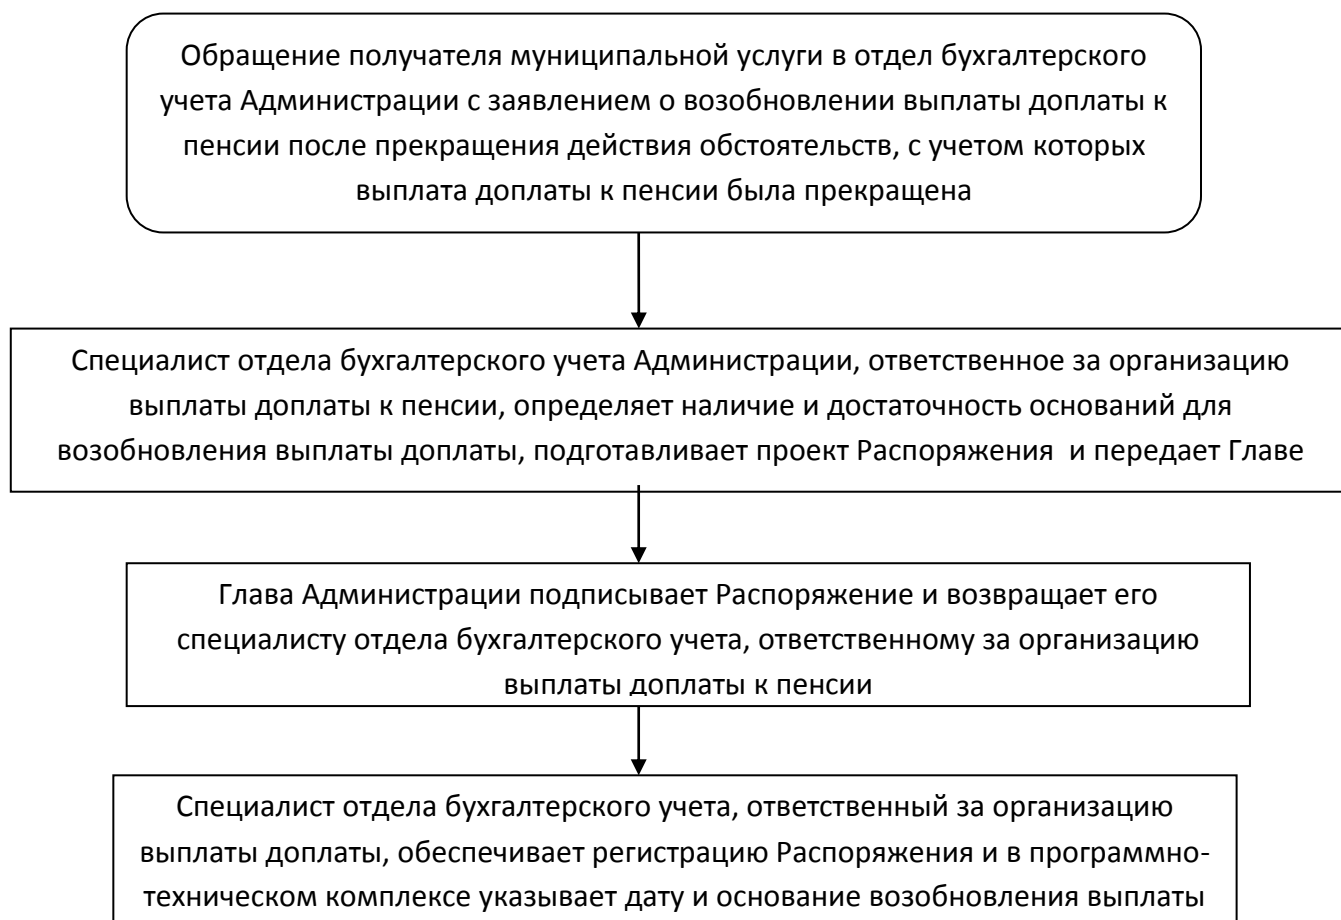 Обращение получателя муниципальной услуги в отдел бухгалтерского
учета Администрации с заявлением о возобновлении выплаты доплаты к
пенсии после прекращения действия обстоятельств, с учетом которых
выплата доплаты к пенсии была прекращена
Специалист отдела бухгалтерского учета Администрации, ответственное за организацию
выплаты доплаты к пенсии, определяет наличие и достаточность оснований для
возобновления выплаты доплаты, подготавливает проект Распоряжения  и передает Главе
Глава Администрации подписывает Распоряжение и возвращает его
специалисту отдела бухгалтерского учета, ответственному за организацию
выплаты доплаты к пенсии
Специалист отдела бухгалтерского учета, ответственный за организацию
выплаты доплаты, обеспечивает регистрацию Распоряжения и в программно-
техническом комплексе указывает дату и основание возобновления выплаты